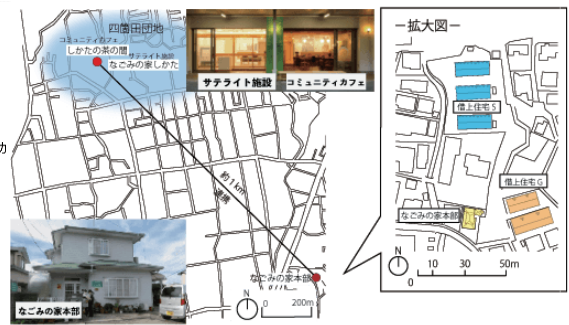 四箇田団地
コミュニティカフェ
しかたの茶の間
サテライト施設
なごみの家しかた
サテライト施設
コミュニティカフェ
約1km
連携
なごみの家本部
なごみの家本部
N
0 200m
－拡大図－
借上住宅 S
借上住宅 G
なごみの家本部
N
0 10 30 50m